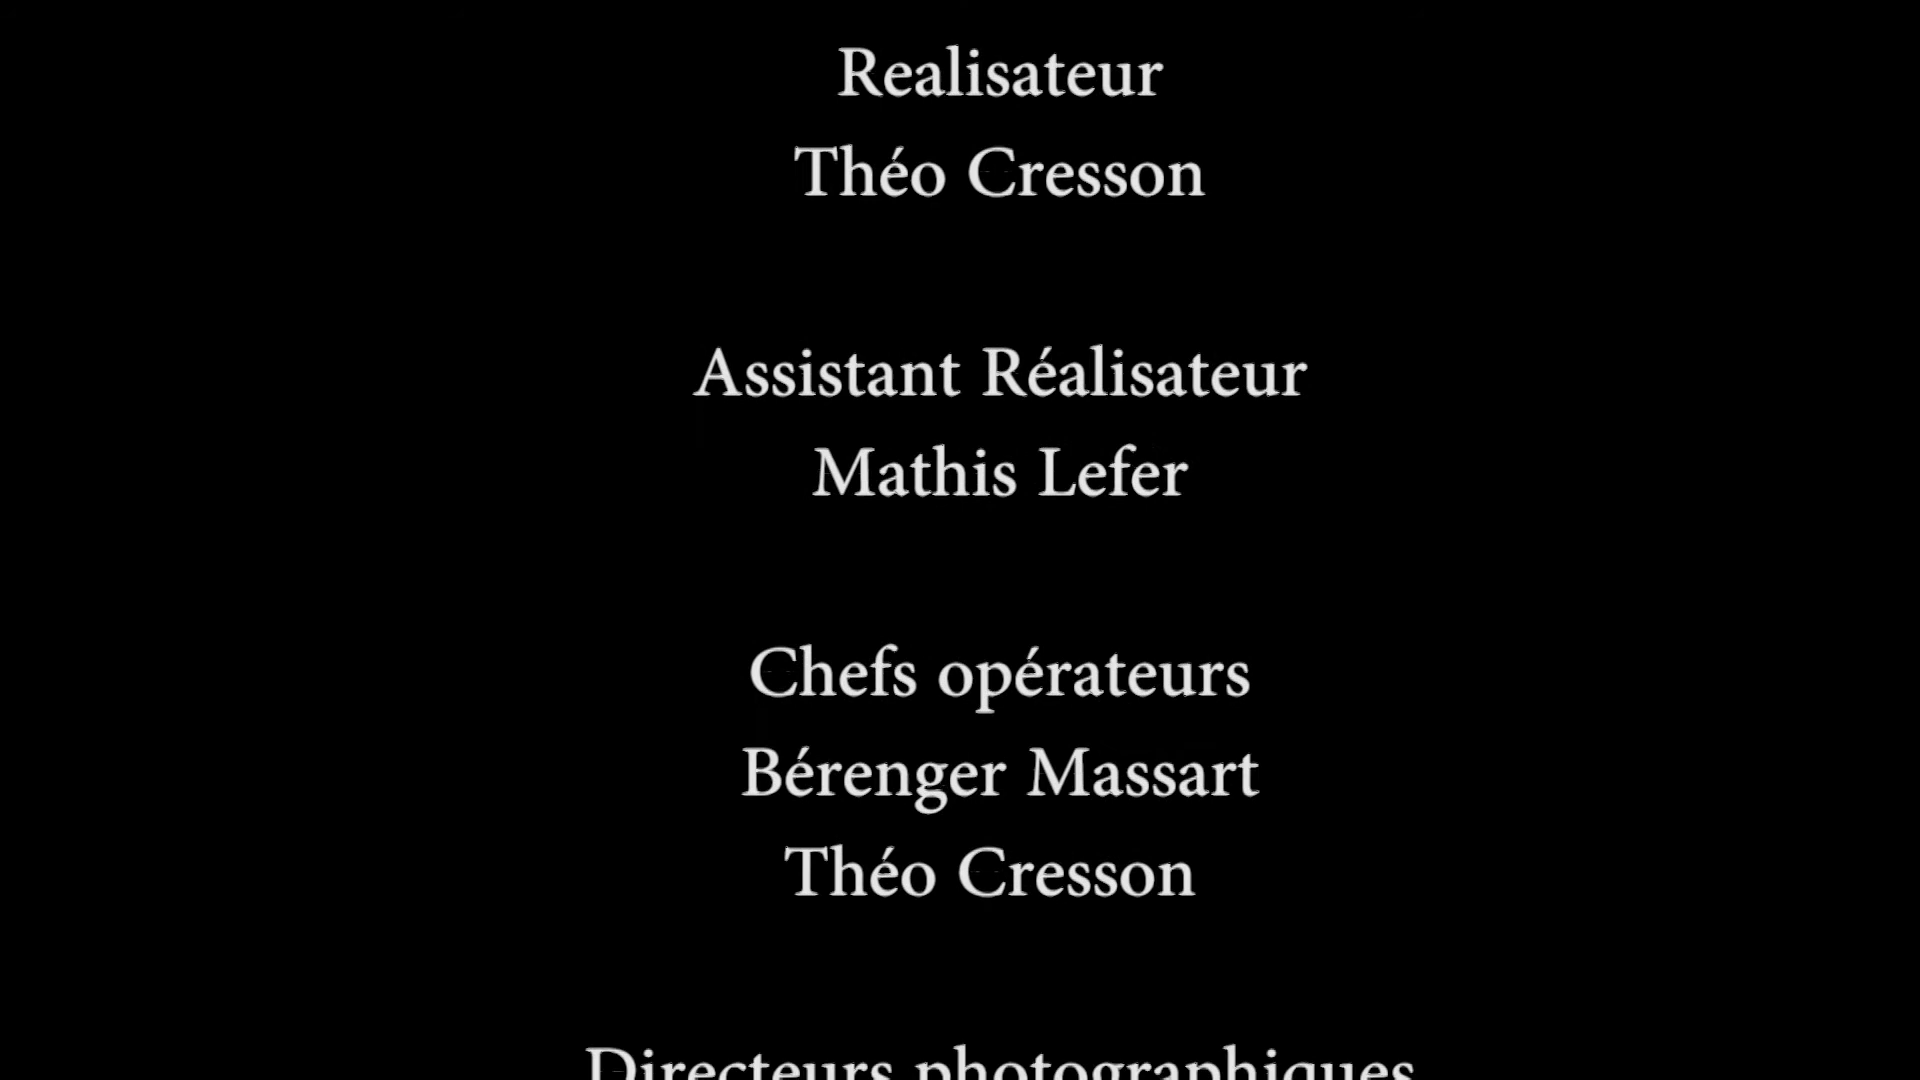 Realisateur
Théo Cresson
Assistant Réalisateur
Mathis Lefer
Chefs opérateurs
Bérenger Massart
Théo Cresson
Directeurs photographiques